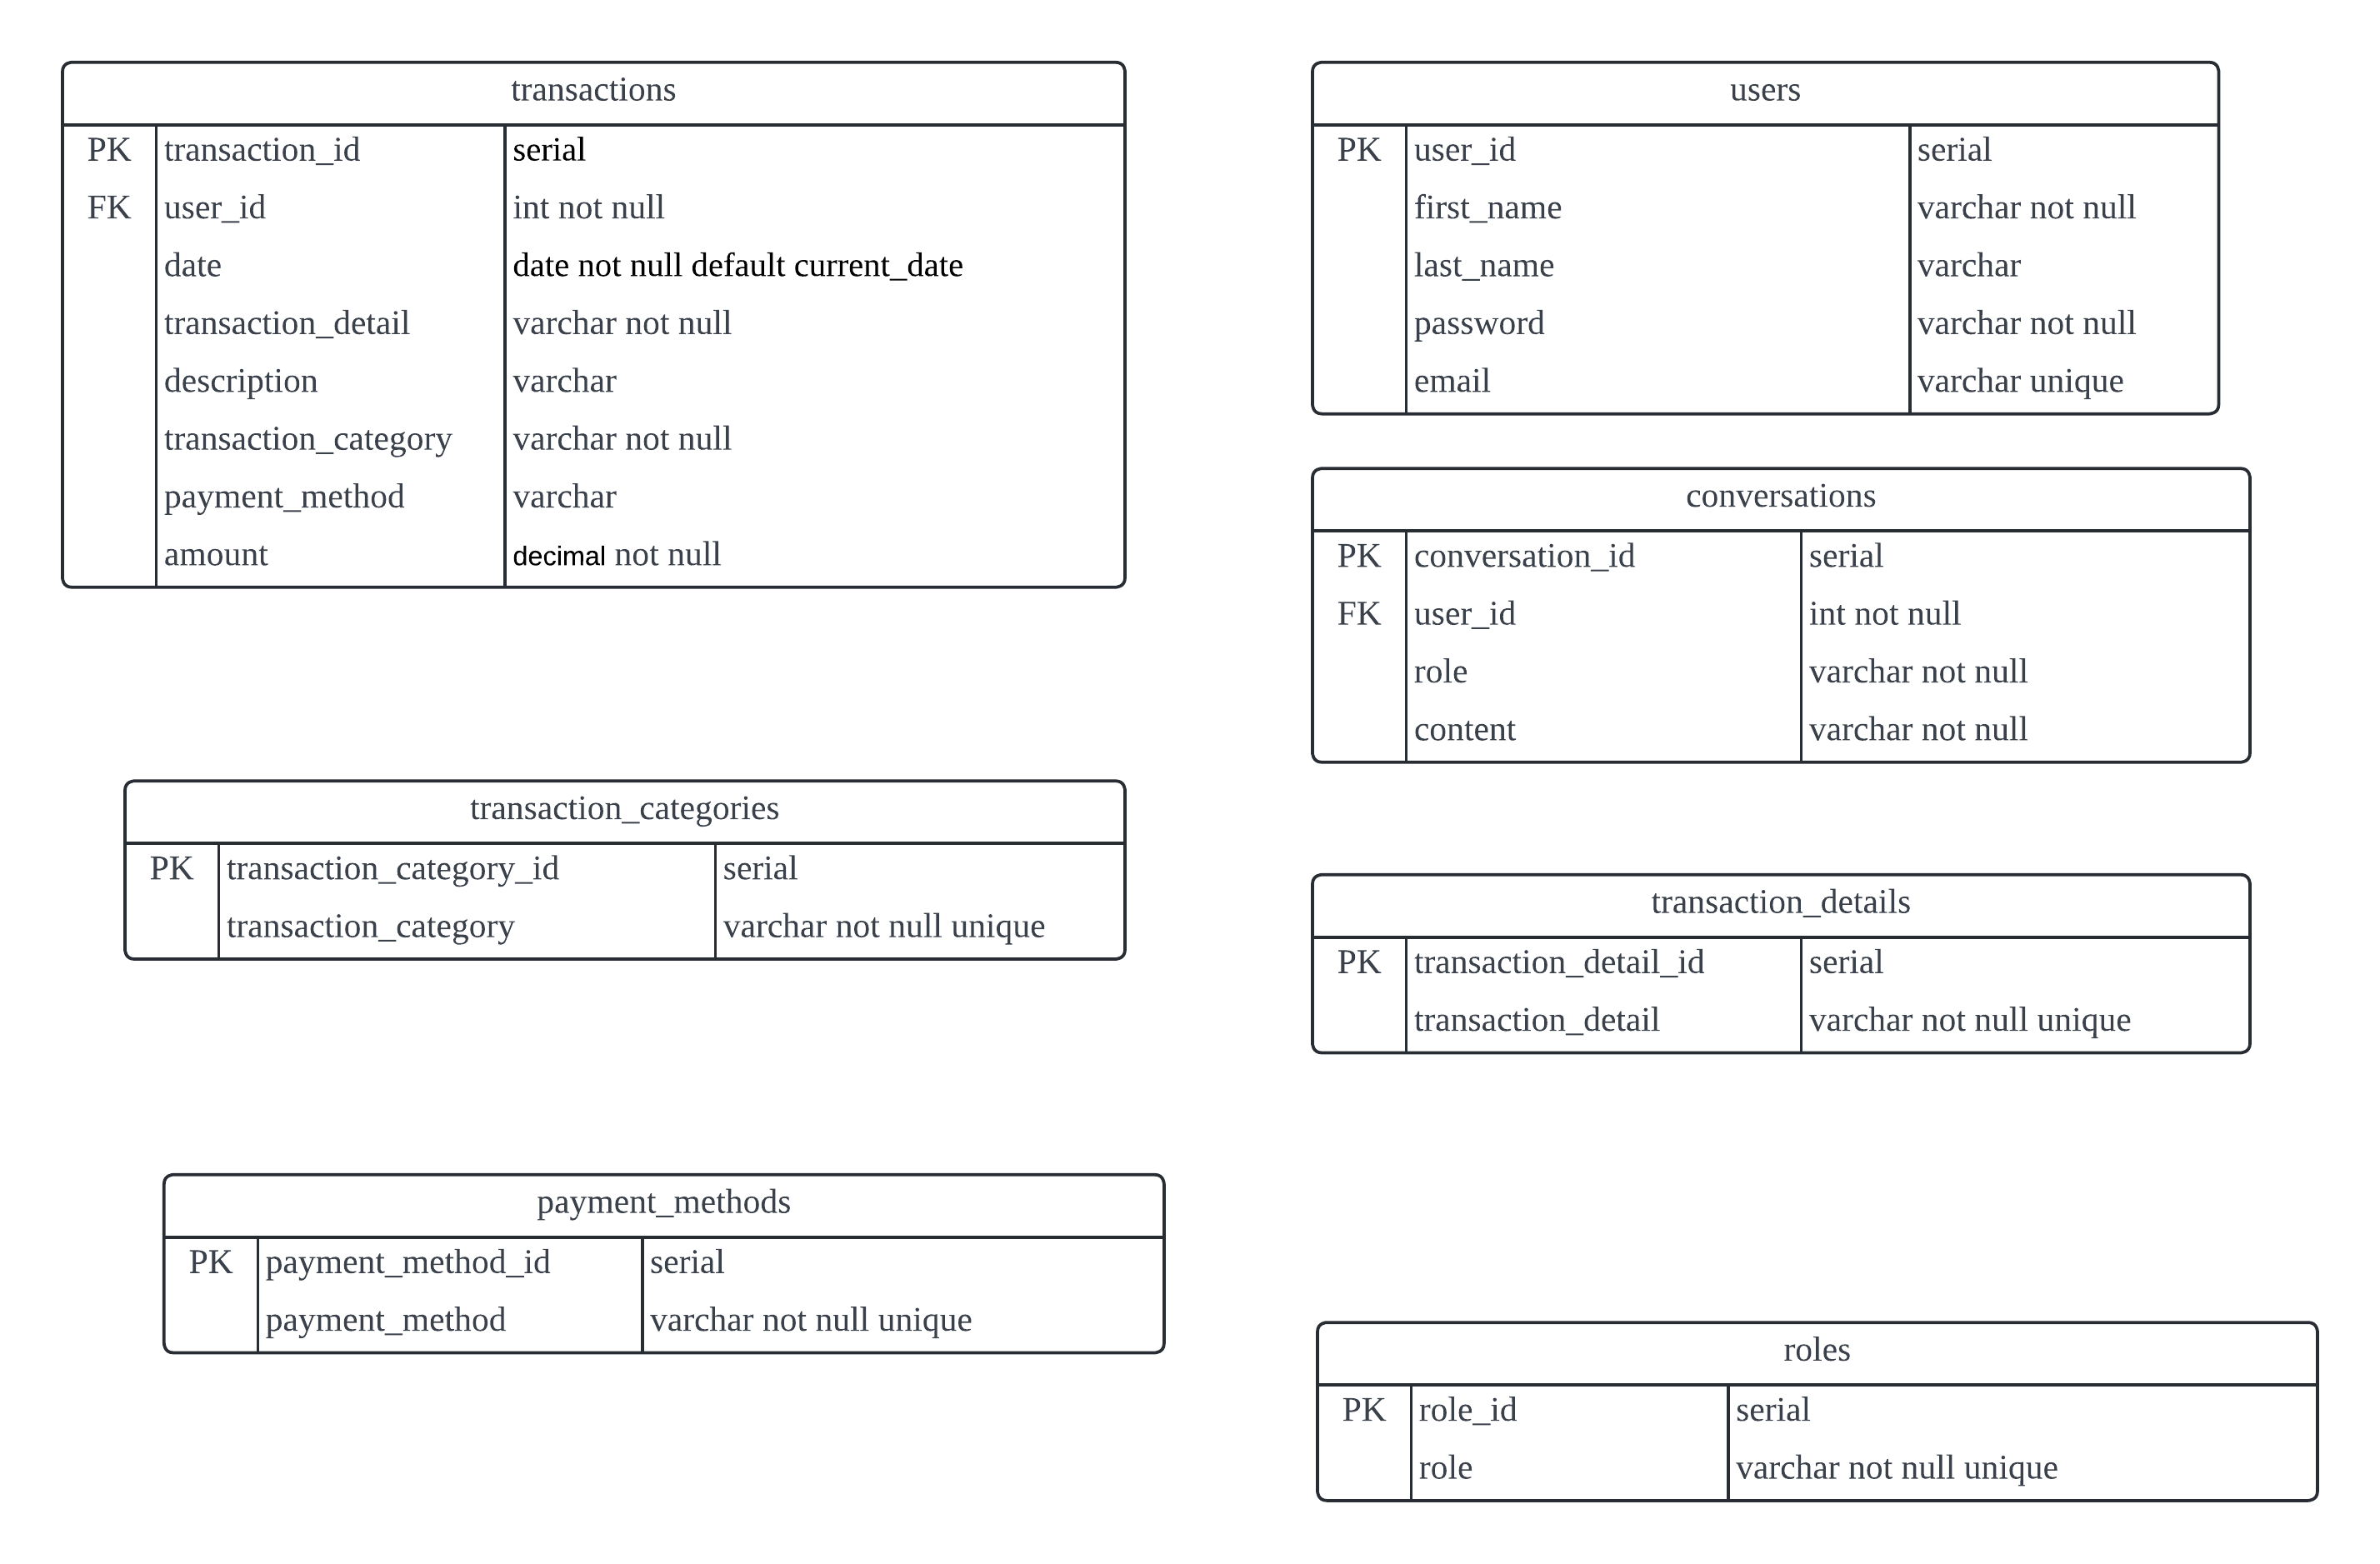 transactions
PK transaction_id serial
FK user_id int not null
date date not null default current_date
transaction_detail varchar not null
description varchar
transaction_category varchar not null
payment_method varchar
amount decimal not null
users
PK user_id serial
first_name varchar not null
last_name varchar
password varchar not null
email varchar unique
conversations
PK conversation_id serial
FK user_id int not null
role varchar not null
content varchar not null
transaction_categories
PK transaction_category_id serial
transaction_category varchar not null unique
transaction_details
PK transaction_detail_id serial
transaction_detail varchar not null unique
payment_methods
PK payment_method_id serial
payment_method varchar not null unique
roles
PK role_id serial
role varchar not null unique